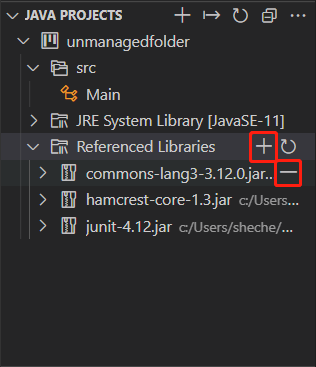 JAVA PROJECTS
unmanagedfolder
src
Main
JRE System Library [JavaSE-11]
Referenced Libraries
commons-lang3-3.12.0.jar...
hamcrest-core-1.3.jar c:/Users...
junit-4.12.jar c:/Users/sheche/...